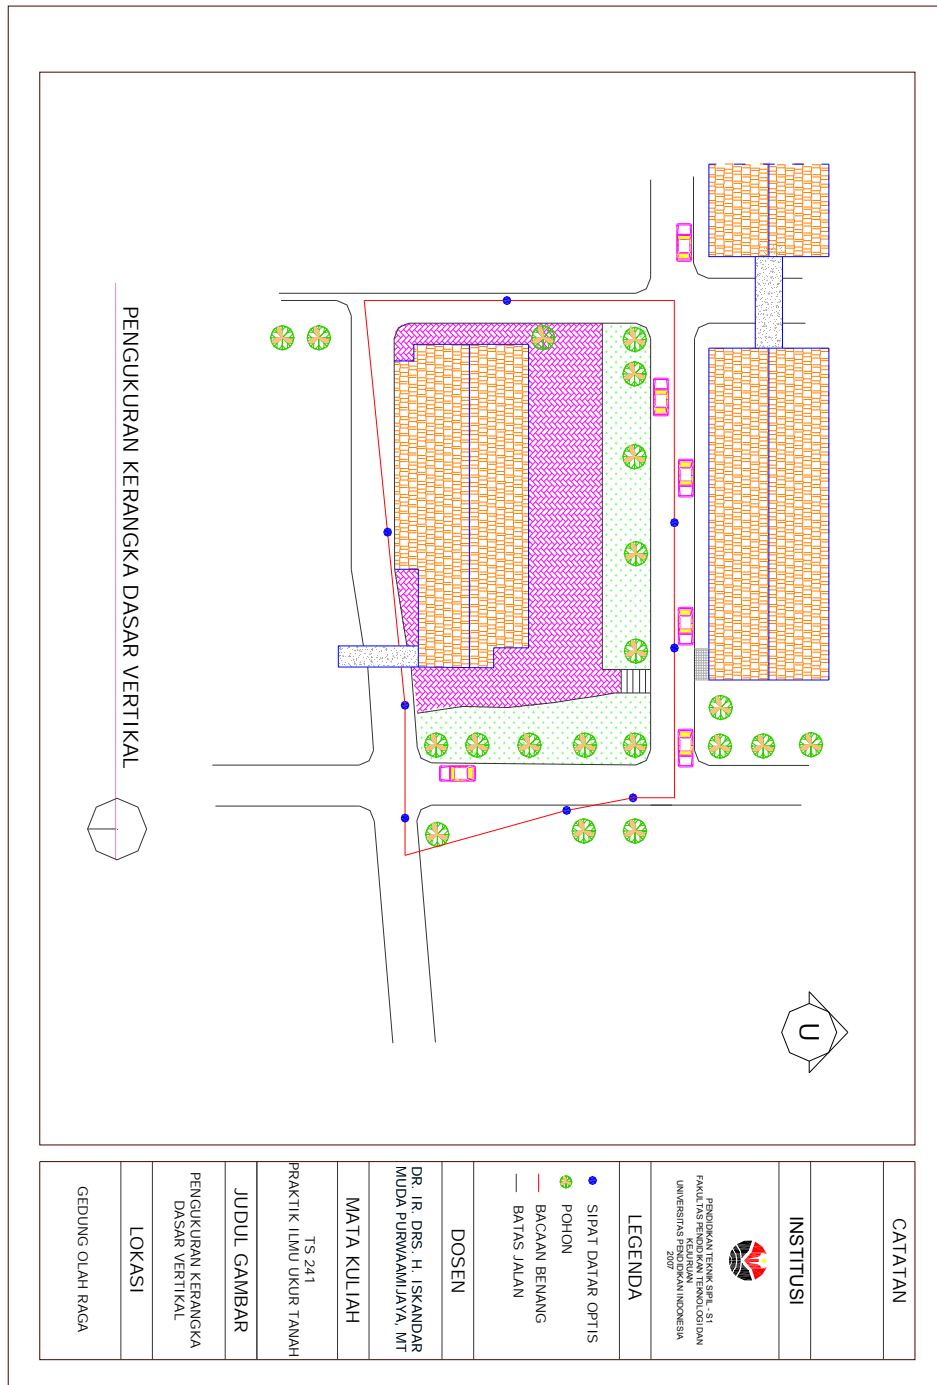 PENGUKURAN KERANGKA DASAR VERTIKAL
U
CATATAN
INSTITUSI
PENDIDIKAN TEKNIK SIPIL - S1
FAKULTAS PENDIDIKAN TEKNOLOGI DAN
KEJURUAN
UNIVERSITAS PENDIDIKAN INDONESIA
2007
LEGENDA
SIPAT DATAR OPTIS
POHON
BACAAN BENANG
BATAS JALAN
DOSEN
DR. IR. DRS. H. ISKANDAR
MUDA PURWAAMIJAYA, MT
MATA KULIAH
TS 241
PRAKTIK ILMU UKUR TANAH
JUDUL GAMBAR
PENGUKURAN KERANGKA
DASAR VERTIKAL
LOKASI
GEDUNG OLAH RAGA